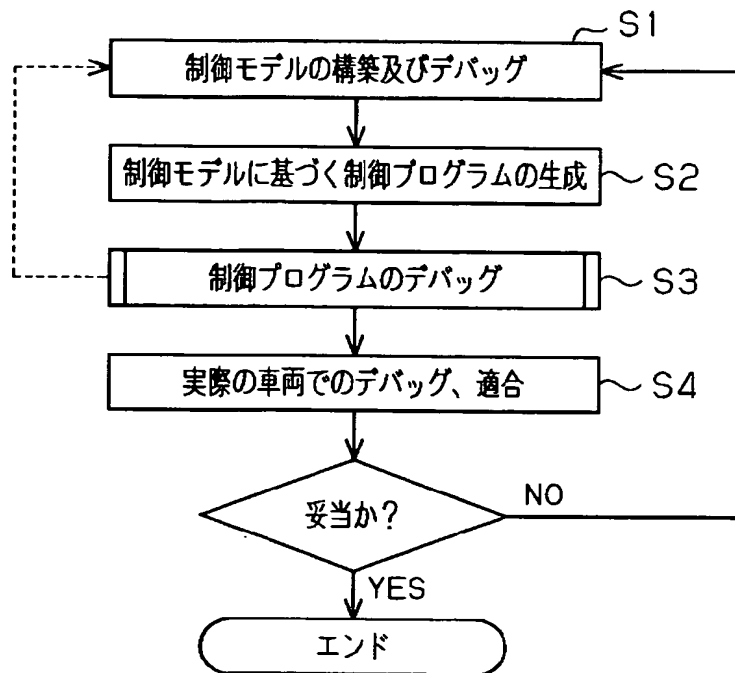 S1
制御モデルの構築及びデバッグ
制御モデルに基づく制御プログラムの生成
S2
制御プログラムのデバッグ
S3
実際の車両でのデバッグ、適合
S4
妥当か?
NO
YES
エンド